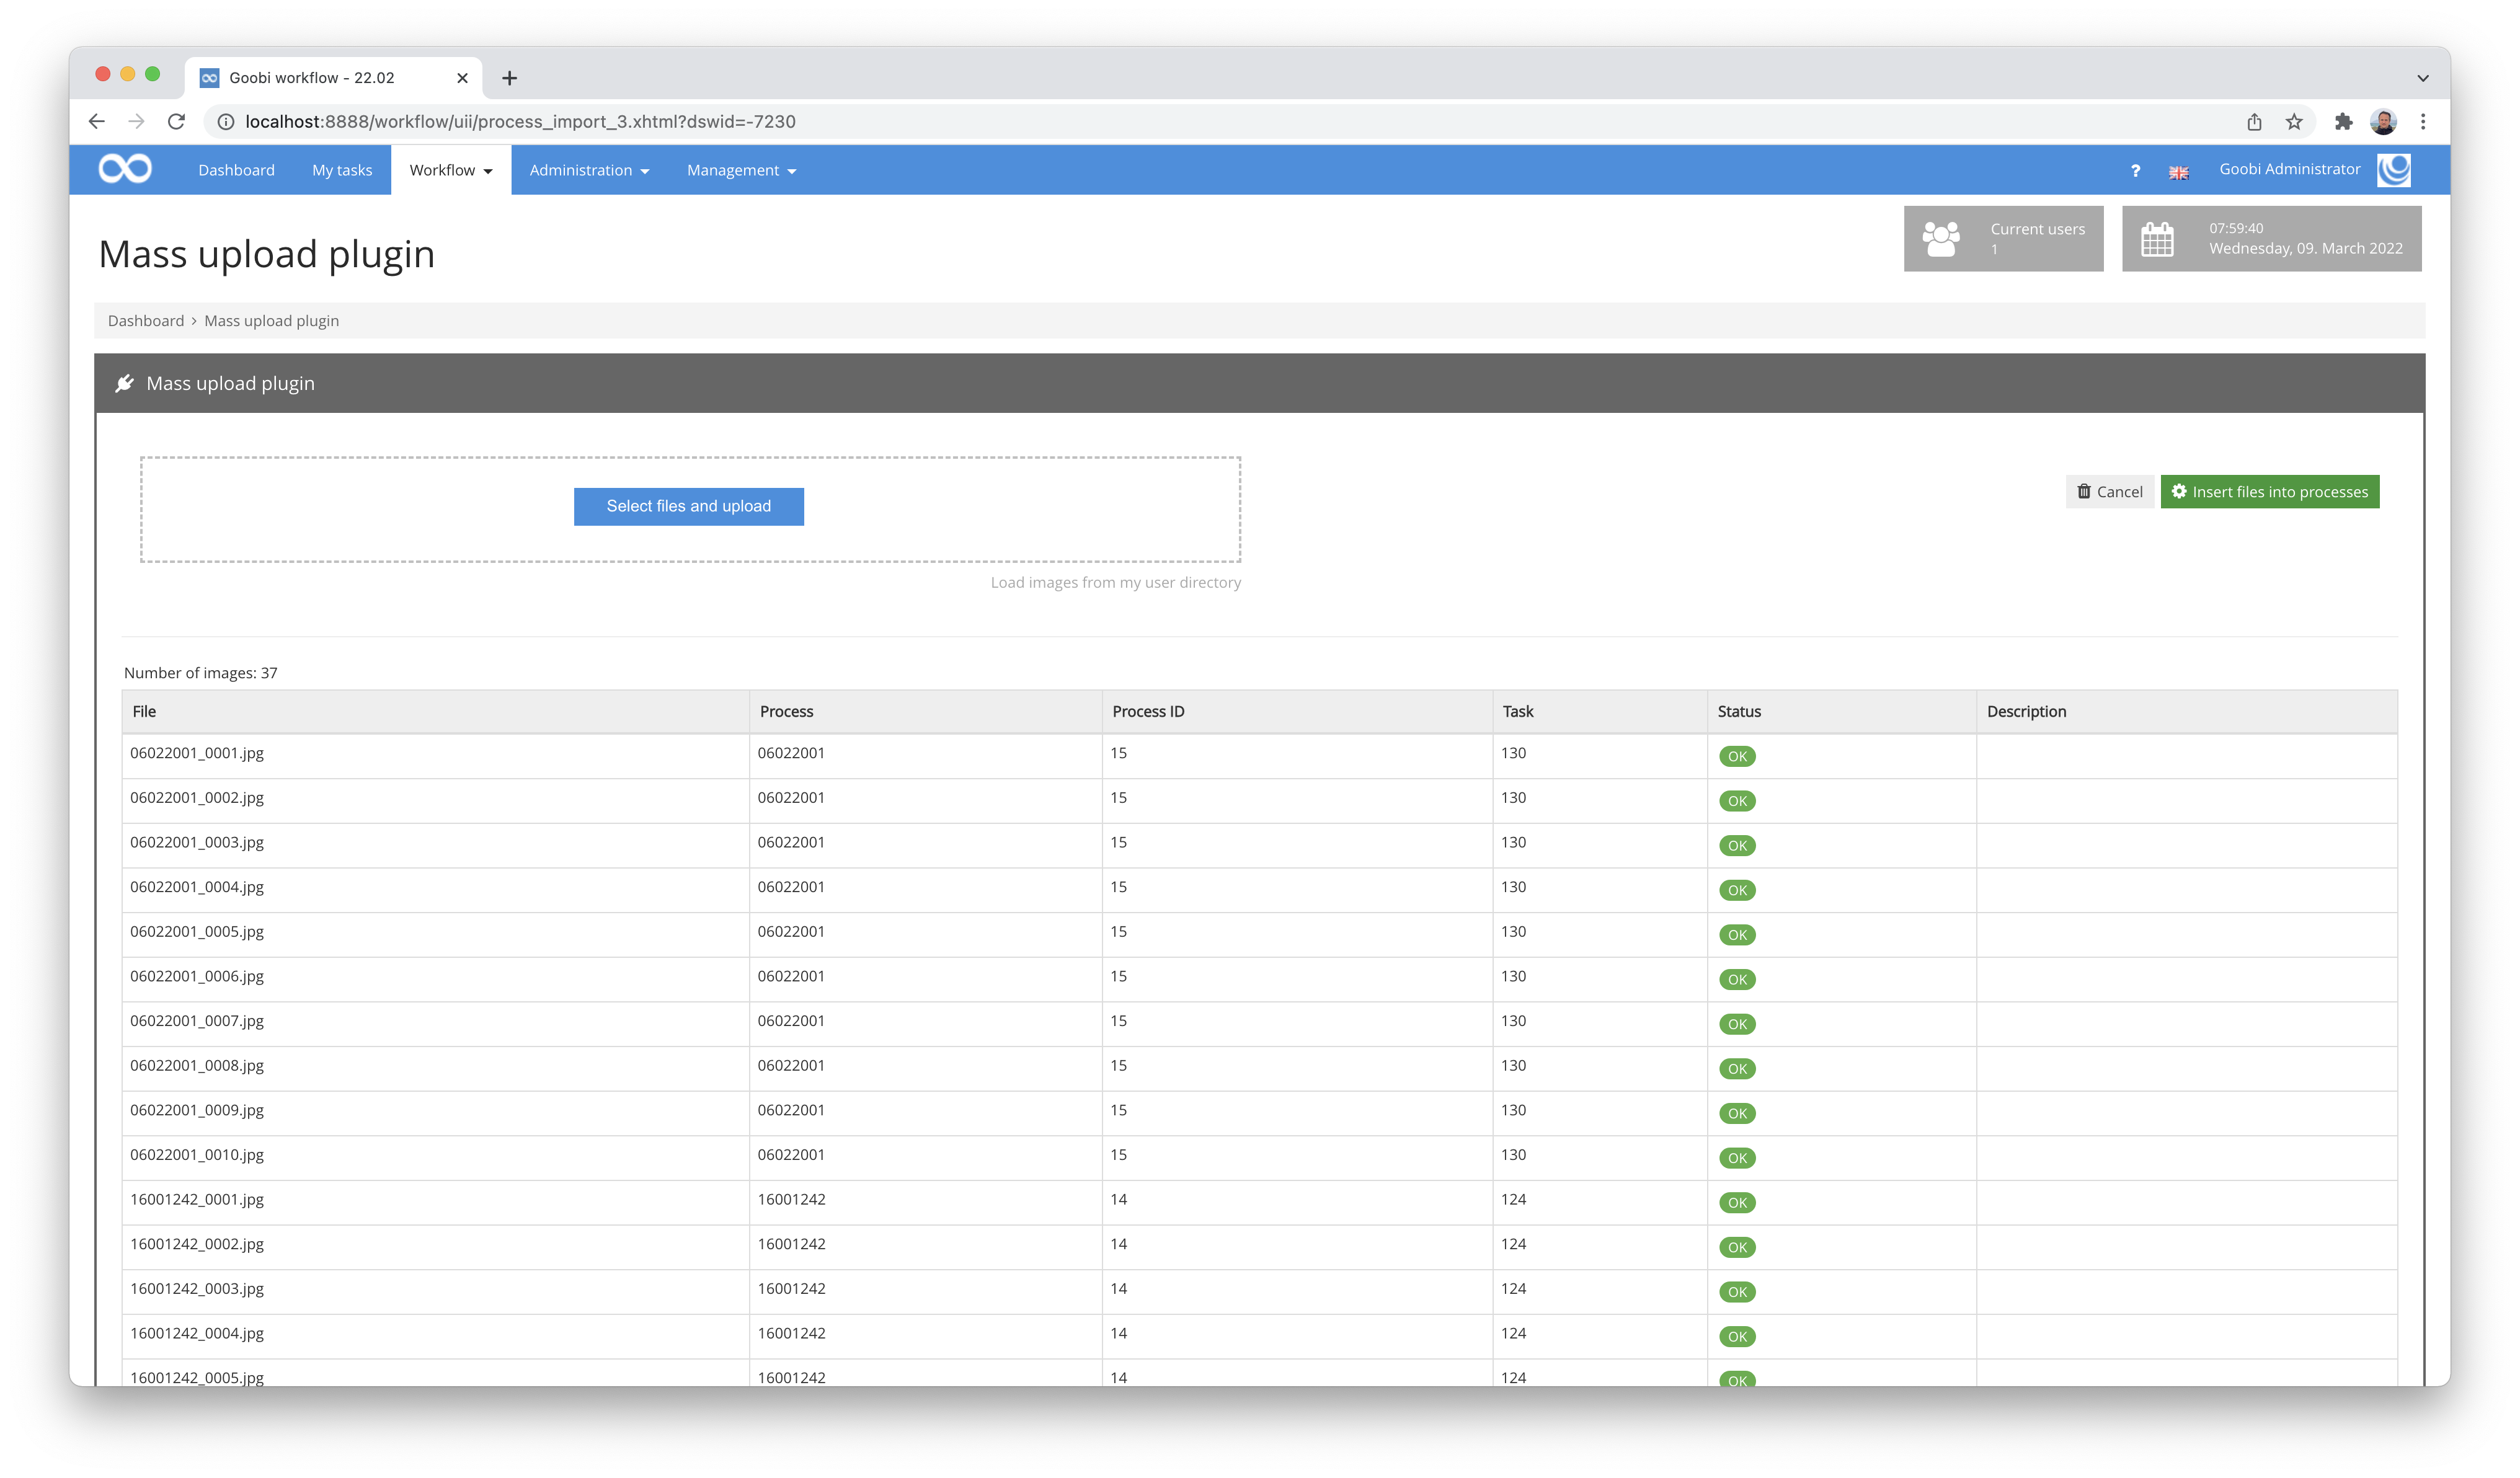 Goobi workflow - 22.02
localhost:8888/workflow/uii/process_import_3.xhtml?dswid=-7230
Dashboard My tasks Workflow Administration Management ? Goobi Administrator
Mass upload plugin
Current users
1
07:59:40
Wednesday, 09. March 2022
Dashboard › Mass upload plugin
Mass upload plugin
Select files and upload
Cancel
Insert files into processes
Load images from my user directory
Number of images: 37
File Process Process ID Task Status Description
06022001_0001.jpg 06022001 15 130 OK
06022001_0002.jpg 06022001 15 130 OK
06022001_0003.jpg 06022001 15 130 OK
06022001_0004.jpg 06022001 15 130 OK
06022001_0005.jpg 06022001 15 130 OK
06022001_0006.jpg 06022001 15 130 OK
06022001_0007.jpg 06022001 15 130 OK
06022001_0008.jpg 06022001 15 130 OK
06022001_0009.jpg 06022001 15 130 OK
06022001_0010.jpg 06022001 15 130 OK
16001242_0001.jpg 16001242 14 124 OK
16001242_0002.jpg 16001242 14 124 OK
16001242_0003.jpg 16001242 14 124 OK
16001242_0004.jpg 16001242 14 124 OK
16001242_0005.jpg 16001242 14 124 OK